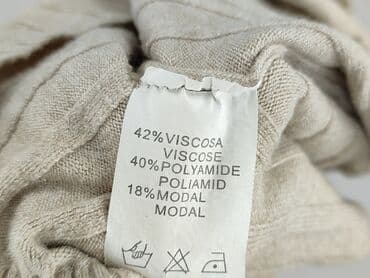 42%VISCOSA
VISCOSE
40%POLYAMIDE
POLIAMID
18%MODAL
MODAL